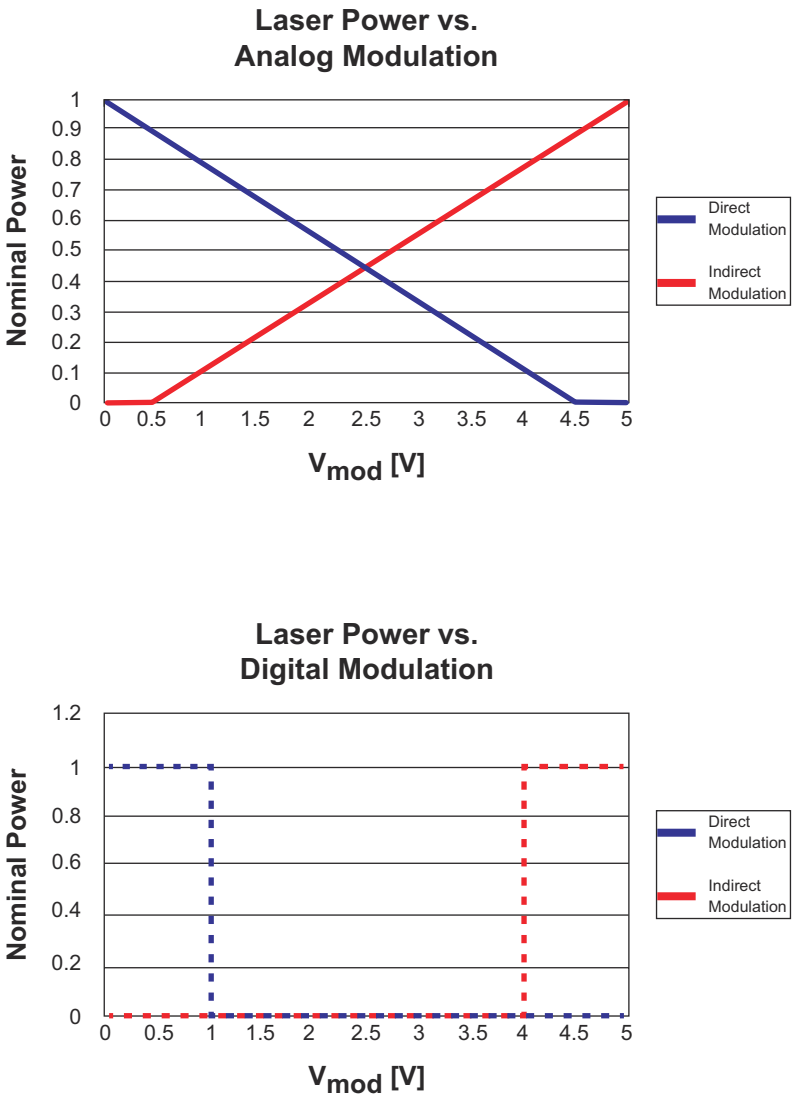 Laser Power vs.
Analog Modulation
Nominal Power
1
0.9
0.8
0.7
0.6
0.5
0.4
0.3
0.2
0.1
0
0 0.5 1 1.5 2 2.5 3 3.5 4 4.5 5
Vmod [V]
Direct
Modulation
Indirect
Modulation
Laser Power vs.
Digital Modulation
Nominal Power
1.2
1
0.8
0.6
0.4
0.2
0
0 0.5 1 1.5 2 2.5 3 3.5 4 4.5 5
Vmod [V]
Direct
Modulation
Indirect
Modulation